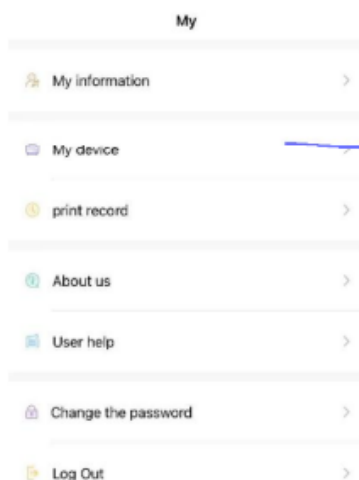 My
My information
My device
print record
About us
User help
Change the password
Log Out